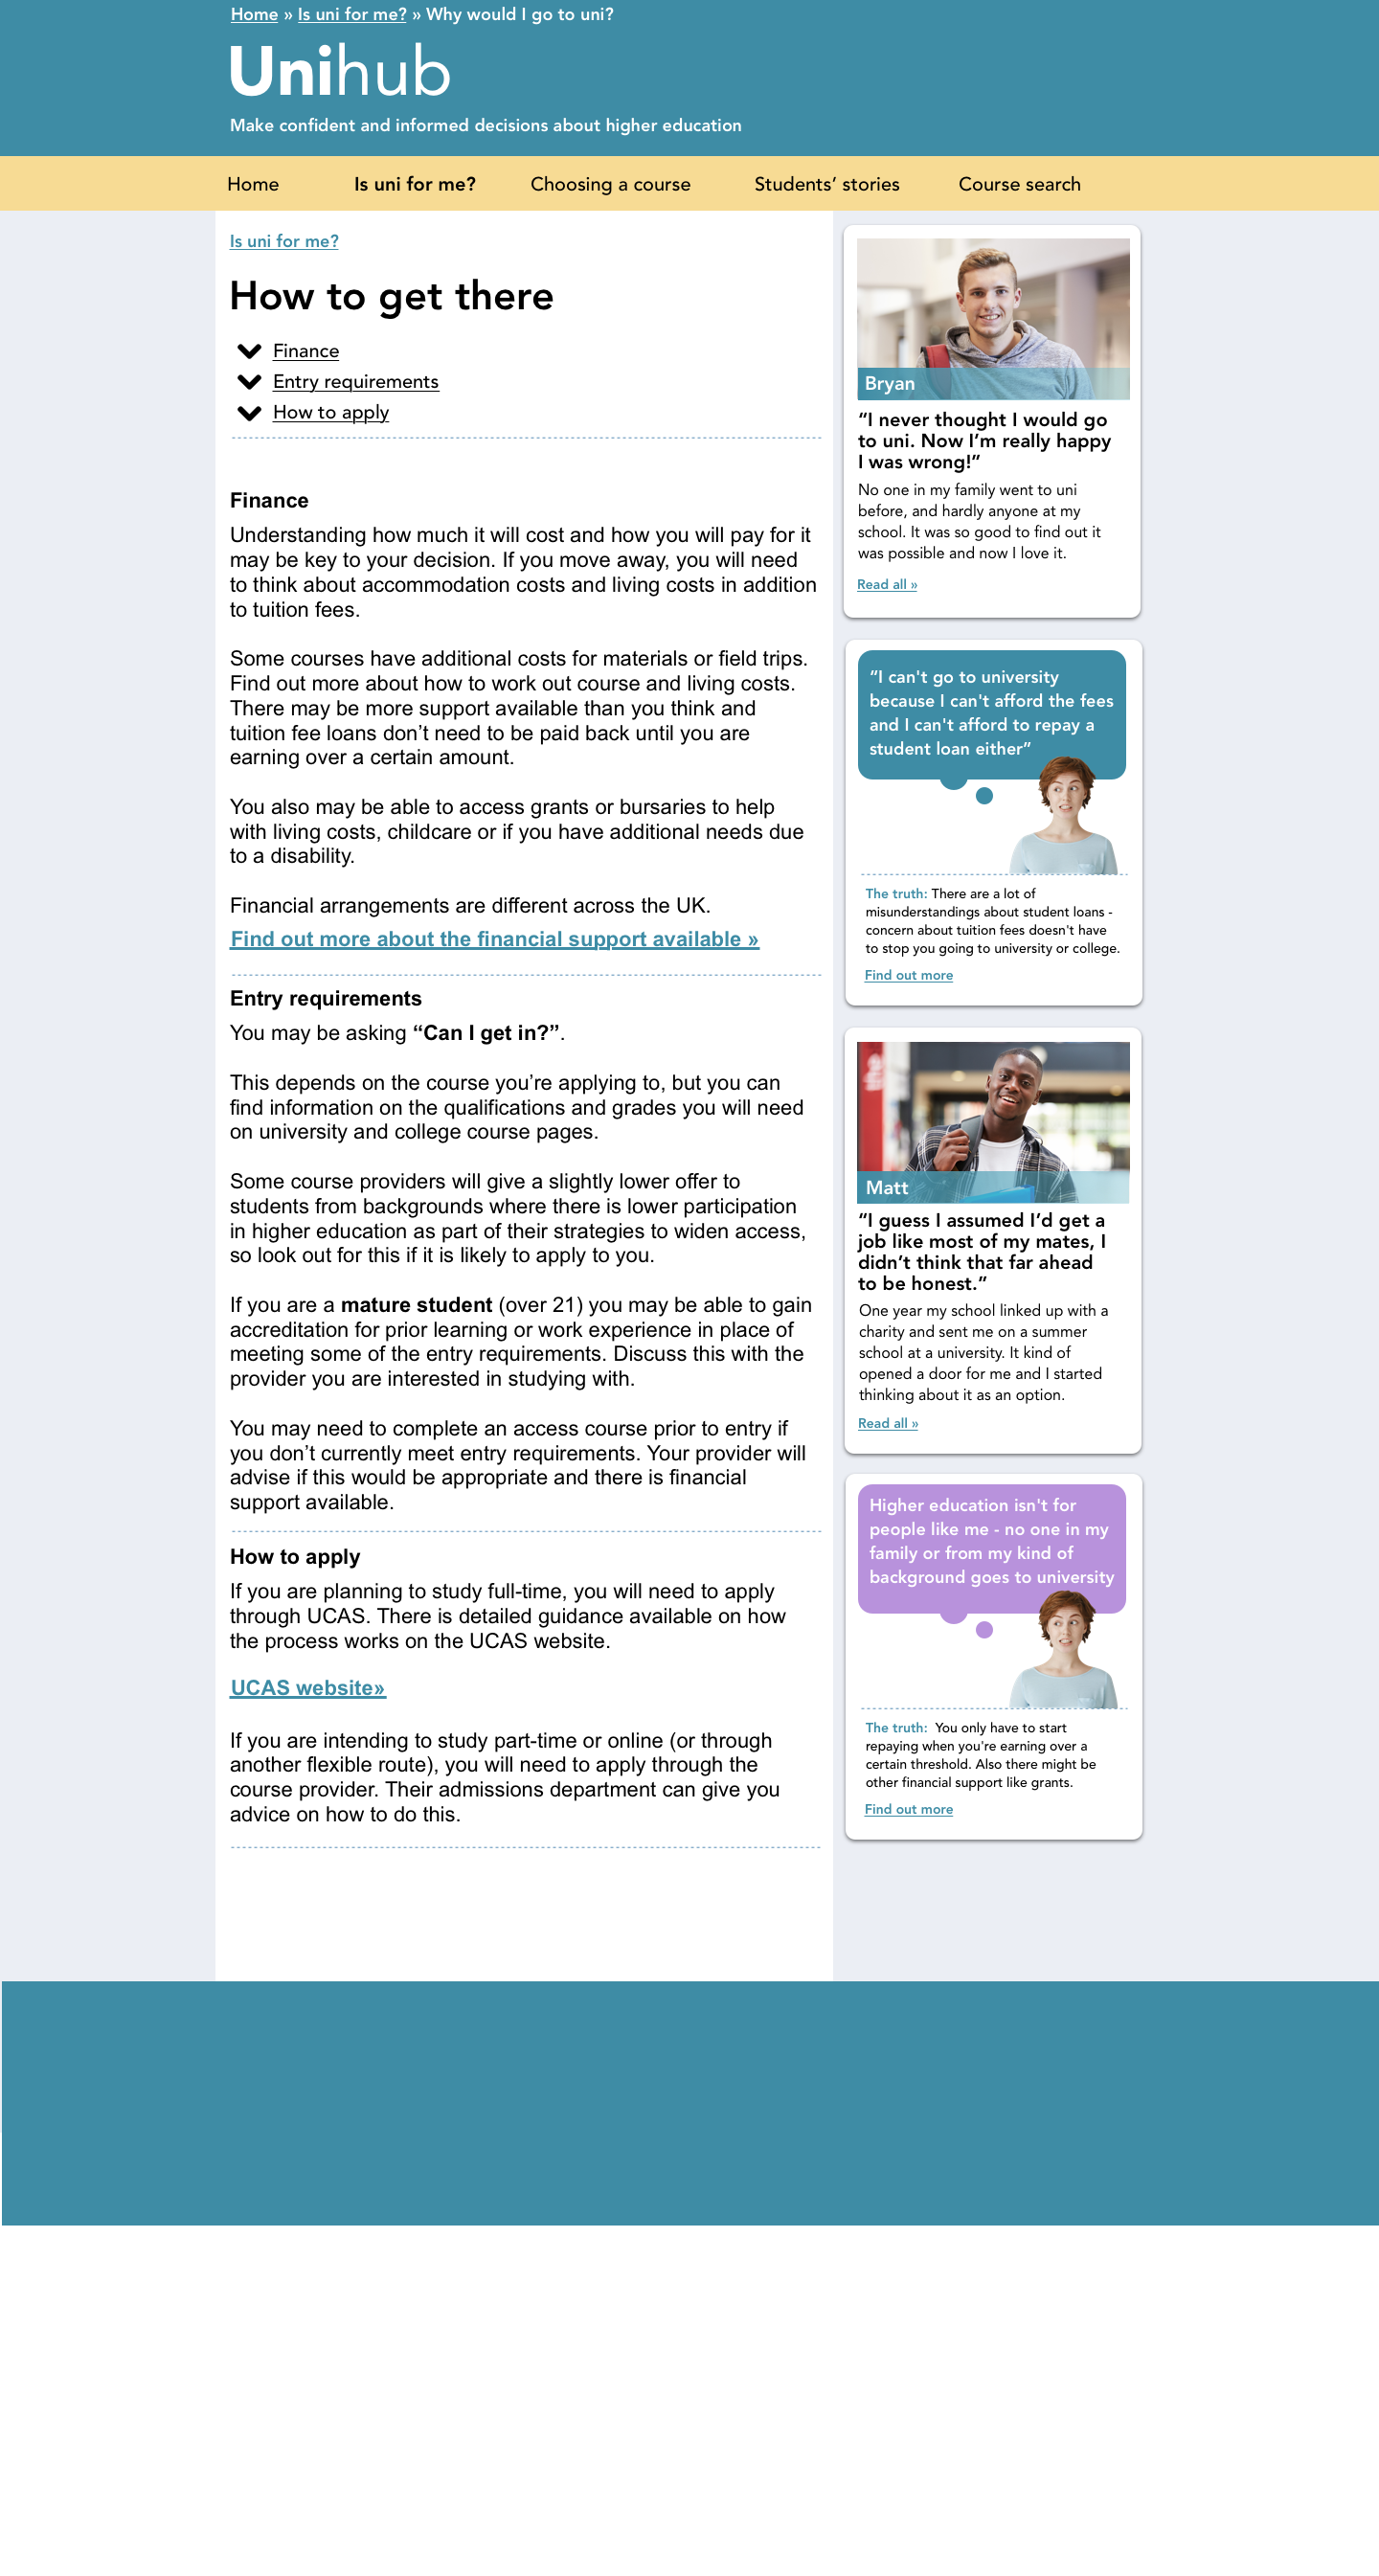 Home » Is uni for me? » Why would I go to uni?
Unihub
Make confident and informed decisions about higher education
Home Is uni for me? Choosing a course Students’ stories Course search
Is uni for me?
How to get there
Finance
Entry requirements
How to apply
Finance
Understanding how much it will cost and how you will pay for it
may be key to your decision. If you move away, you will need
to think about accommodation costs and living costs in addition
to tuition fees.
Some courses have additional costs for materials or field trips.
Find out more about how to work out course and living costs.
There may be more support available than you think and
tuition fee loans don’t need to be paid back until you are
earning over a certain amount.
You also may be able to access grants or bursaries to help
with living costs, childcare or if you have additional needs due
to a disability.
Financial arrangements are different across the UK.
Find out more about the financial support available »
Entry requirements
You may be asking “Can I get in?”.
This depends on the course you’re applying to, but you can
find information on the qualifications and grades you will need
on university and college course pages.
Some course providers will give a slightly lower offer to
students from backgrounds where there is lower participation
in higher education as part of their strategies to widen access,
so look out for this if it is likely to apply to you.
If you are a mature student (over 21) you may be able to gain
accreditation for prior learning or work experience in place of
meeting some of the entry requirements. Discuss this with the
provider you are interested in studying with.
You may need to complete an access course prior to entry if
you don’t currently meet entry requirements. Your provider will
advise if this would be appropriate and there is financial
support available.
How to apply
If you are planning to study full-time, you will need to apply
through UCAS. There is detailed guidance available on how
the process works on the UCAS website.
UCAS website»
If you are intending to study part-time or online (or through
another flexible route), you will need to apply through the
course provider. Their admissions department can give you
advice on how to do this.
Bryan
“I never thought I would go
to uni. Now I’m really happy
I was wrong!”
No one in my family went to uni
before, and hardly anyone at my
school. It was so good to find out it
was possible and now I love it.
Read all »
“I can't go to university
because I can't afford the fees
and I can't afford to repay a
student loan either”
The truth: There are a lot of
misunderstandings about student loans -
concern about tuition fees doesn't have
to stop you going to university or college.
Find out more
Matt
“I guess I assumed I’d get a
job like most of my mates, I
didn’t think that far ahead
to be honest.”
One year my school linked up with a
charity and sent me on a summer
school at a university. It kind of
opened a door for me and I started
thinking about it as an option.
Read all »
Higher education isn't for
people like me - no one in my
family or from my kind of
background goes to university
The truth: You only have to start
repaying when you're earning over a
certain threshold. Also there might be
other financial support like grants.
Find out more